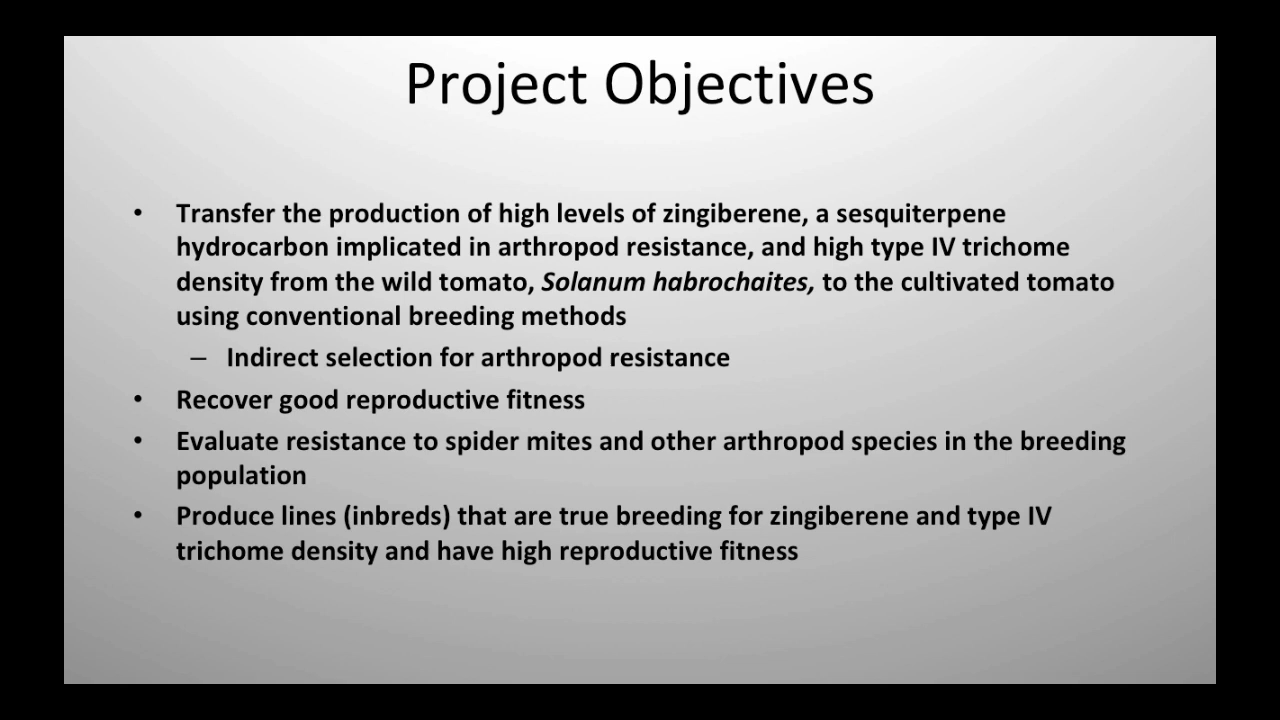 Project Objectives
• Transfer the production of high levels of zingiberene, a sesquiterpene
hydrocarbon implicated in arthropod resistance, and high type IV trichome
density from the wild tomato, Solanum habrochaites, to the cultivated tomato
using conventional breeding methods
– Indirect selection for arthropod resistance
• Recover good reproductive fitness
• Evaluate resistance to spider mites and other arthropod species in the breeding
population
• Produce lines (inbreds) that are true breeding for zingiberene and type IV
trichome density and have high reproductive fitness